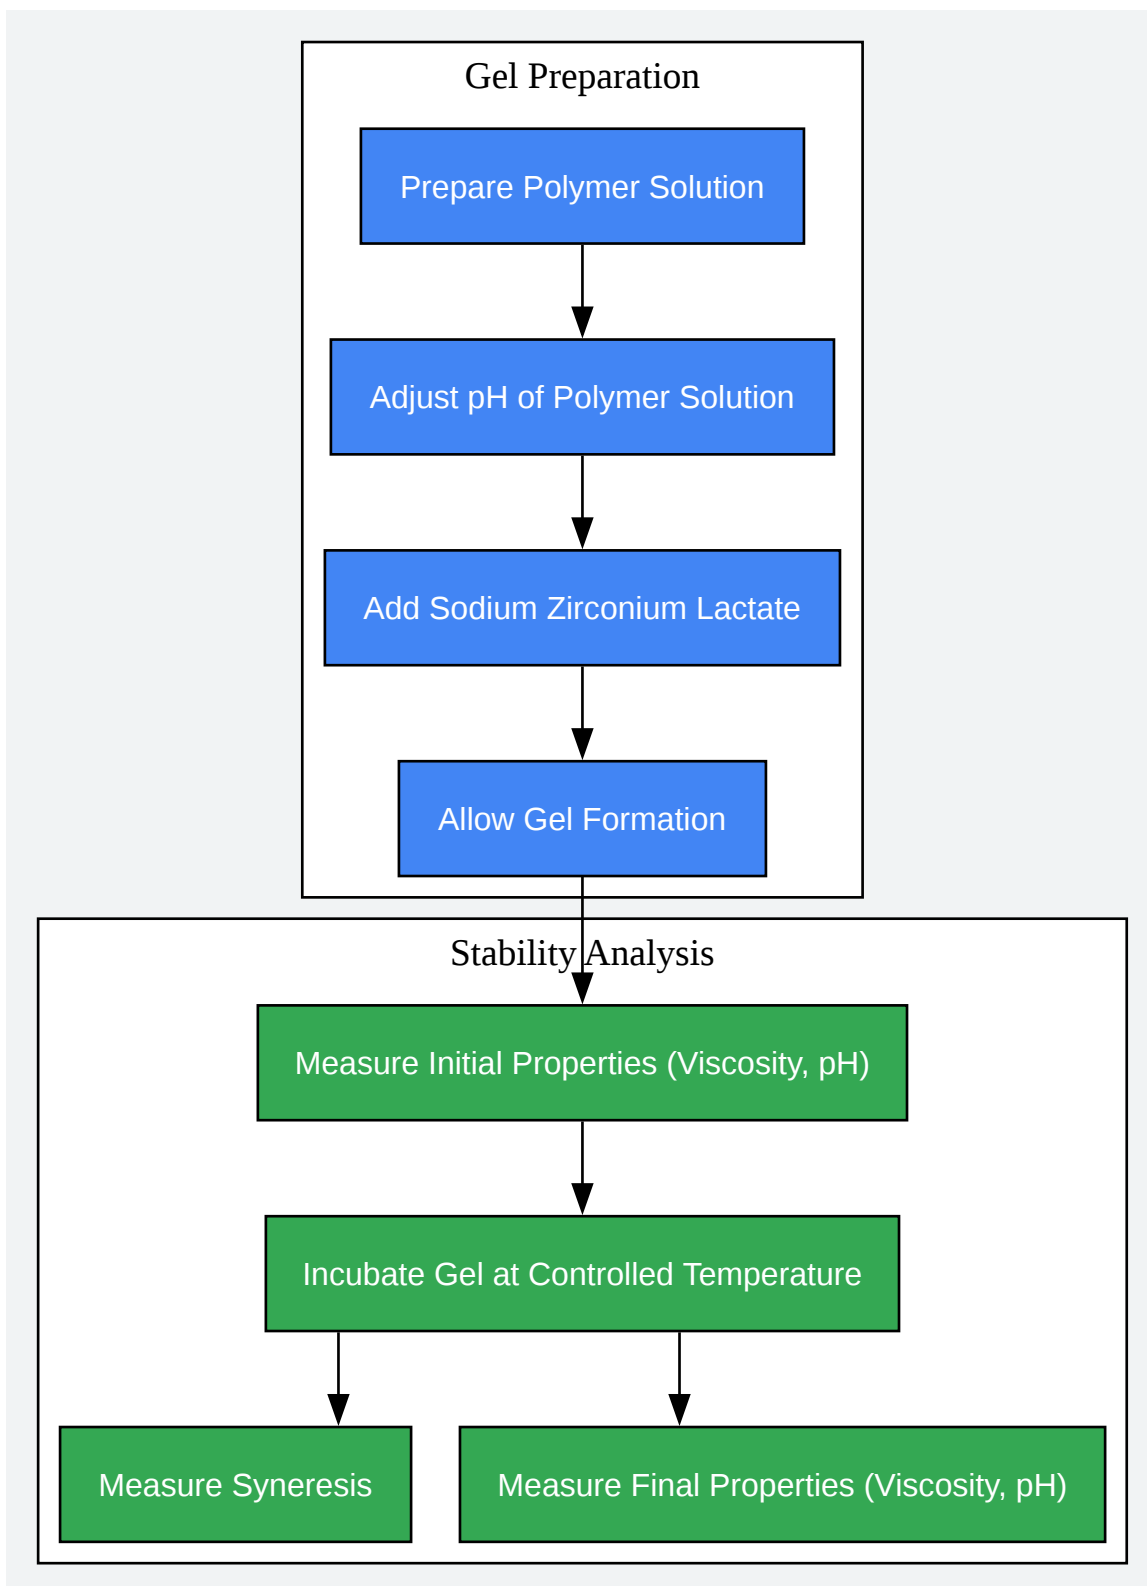 Gel Preparation
Prepare Polymer Solution
Adjust pH of Polymer Solution
Add Sodium Zirconium Lactate
Allow Gel Formation
Stability Analysis
Measure Initial Properties (Viscosity, pH)
Incubate Gel at Controlled Temperature
Measure Syneresis
Measure Final Properties (Viscosity, pH)